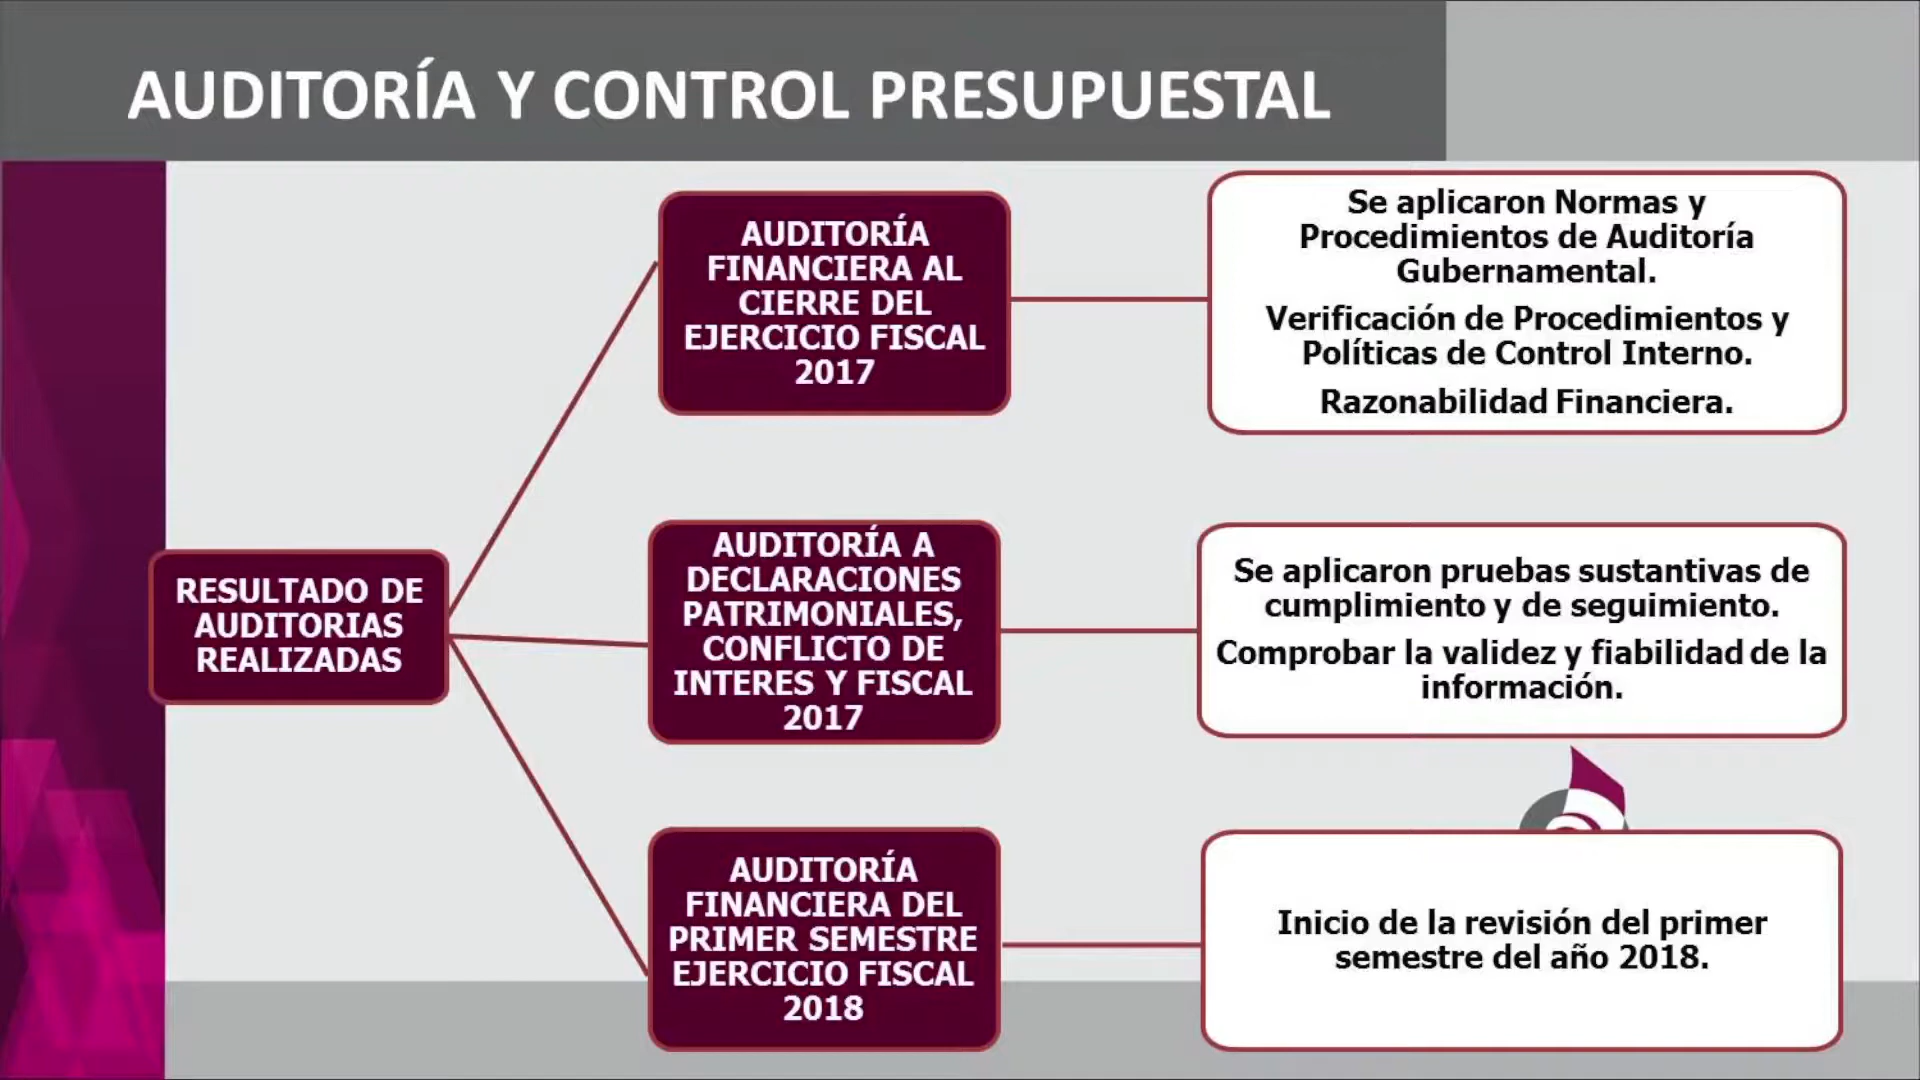 AUDITORÍA Y CONTROL PRESUPUESTAL
RESULTADO DE
AUDITORIAS
REALIZADAS
AUDITORÍA
FINANCIERA AL
CIERRE DEL
EJERCICIO FISCAL
2017
Se aplicaron Normas y
Procedimientos de Auditoría
Gubernamental.
Verificación de Procedimientos y
Políticas de Control Interno.
Razonabilidad Financiera.
AUDITORÍA A
DECLARACIONES
PATRIMONIALES,
CONFLICTO DE
INTERES Y FISCAL
2017
Se aplicaron pruebas sustantivas de
cumplimiento y de seguimiento.
Comprobar la validez y fiabilidad de la
información.
AUDITORÍA
FINANCIERA DEL
PRIMER SEMESTRE
EJERCICIO FISCAL
2018
Inicio de la revisión del primer
semestre del año 2018.